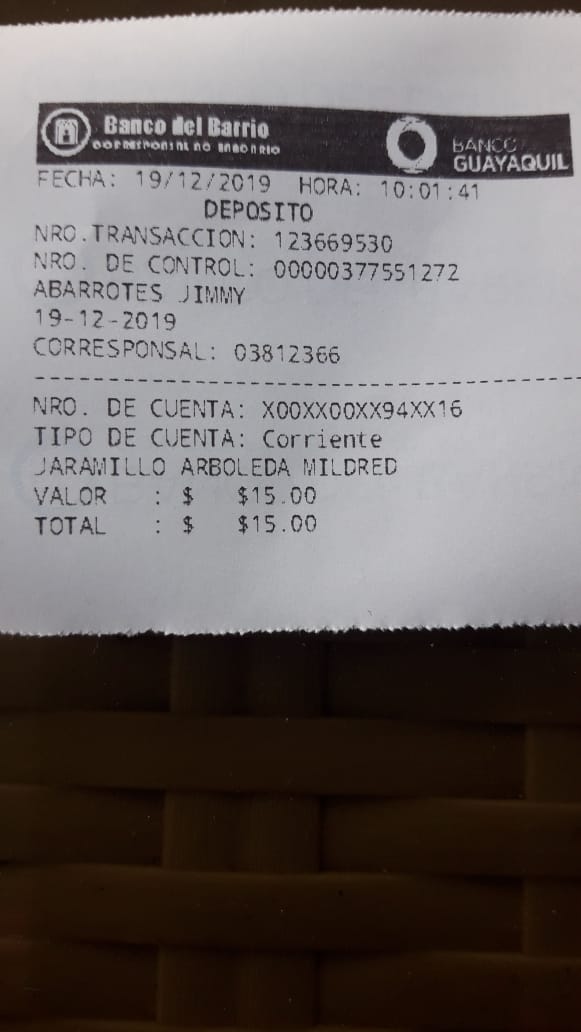 Banco del Barrio
CORRESPONSAL NO BANCARIO
BANCO
GUAYAQUIL
FECHA: 19/12/2019 HORA: 10:01:41
DEPOSITO
NRO.TRANSACCION: 123669530
NRO. DE CONTROL: 00000377551272
ABARROTES JIMMY
19-12-2019
CORRESPONSAL: 03812366
NRO. DE CUENTA: X00XX00XX94XX16
TIPO DE CUENTA: Corriente
JARAMILLO ARBOLEDA MILDRED
VALOR : $ $15.00
TOTAL : $ $15.00